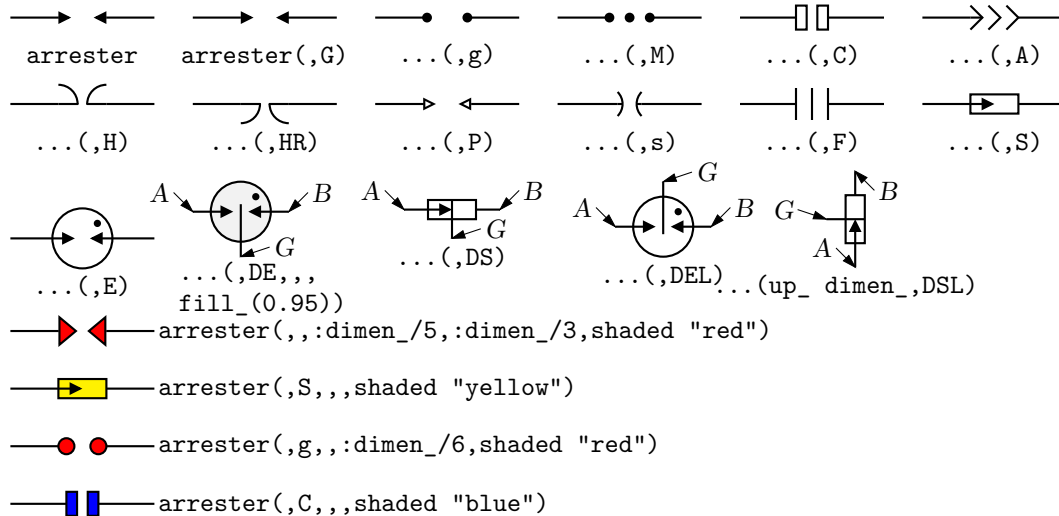 arrester arrester(,G) ...(,g) ...(,M) ...(,C) ...(,A)
...(,H) ...(,HR) ...(,P) ...(,s) ...(,F) ...(,S)
A B A B G G
A B G A
G G
...(,E) ...(,DE,,, ...(,DS) ...(,DEL) ...(up_ dimen_,DSL)
fill_(0.95))
arrester(,,:dimen_/5,:dimen_/3,shaded "red")
arrester(,S,,,shaded "yellow")
arrester(,g,,:dimen_/6,shaded "red")
arrester(,C,,,shaded "blue")